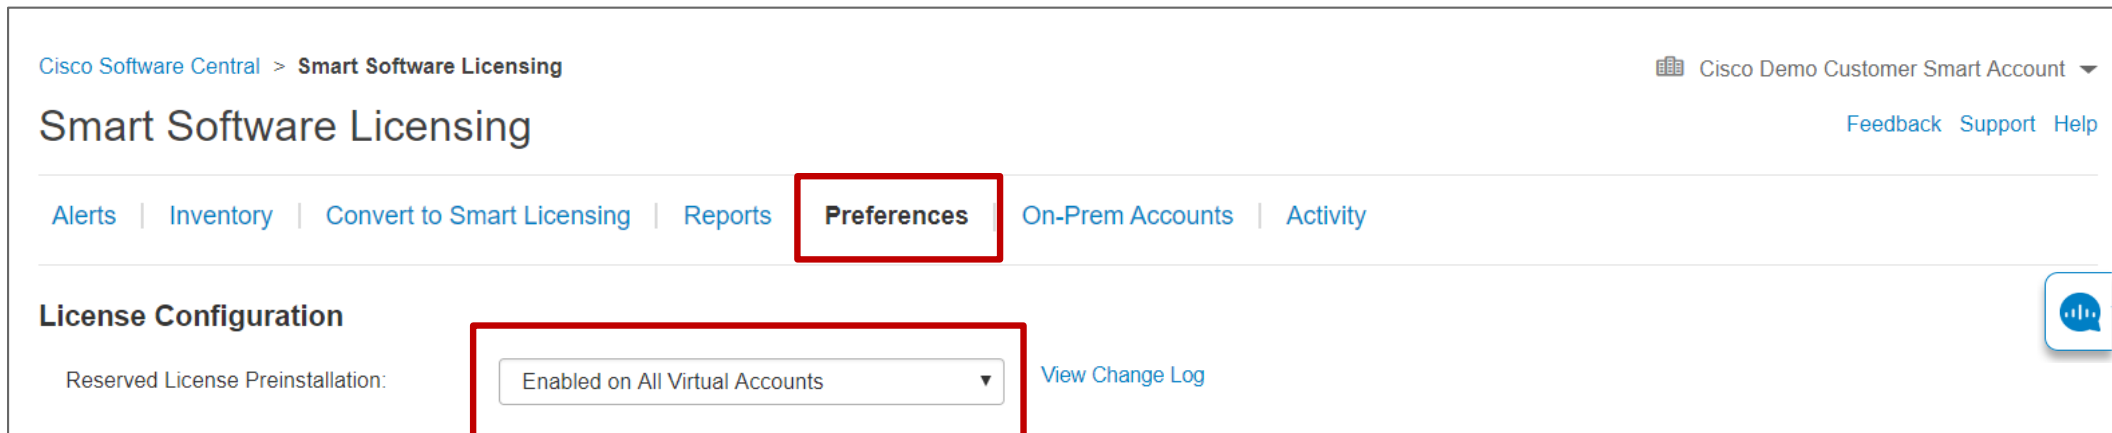 Cisco Software Central > Smart Software Licensing
Cisco Demo Customer Smart Account
Smart Software Licensing
Feedback Support Help
Alerts | Inventory | Convert to Smart Licensing | Reports Preferences On-Prem Accounts | Activity
License Configuration
Reserved License Preinstallation: Enabled on All Virtual Accounts View Change Log